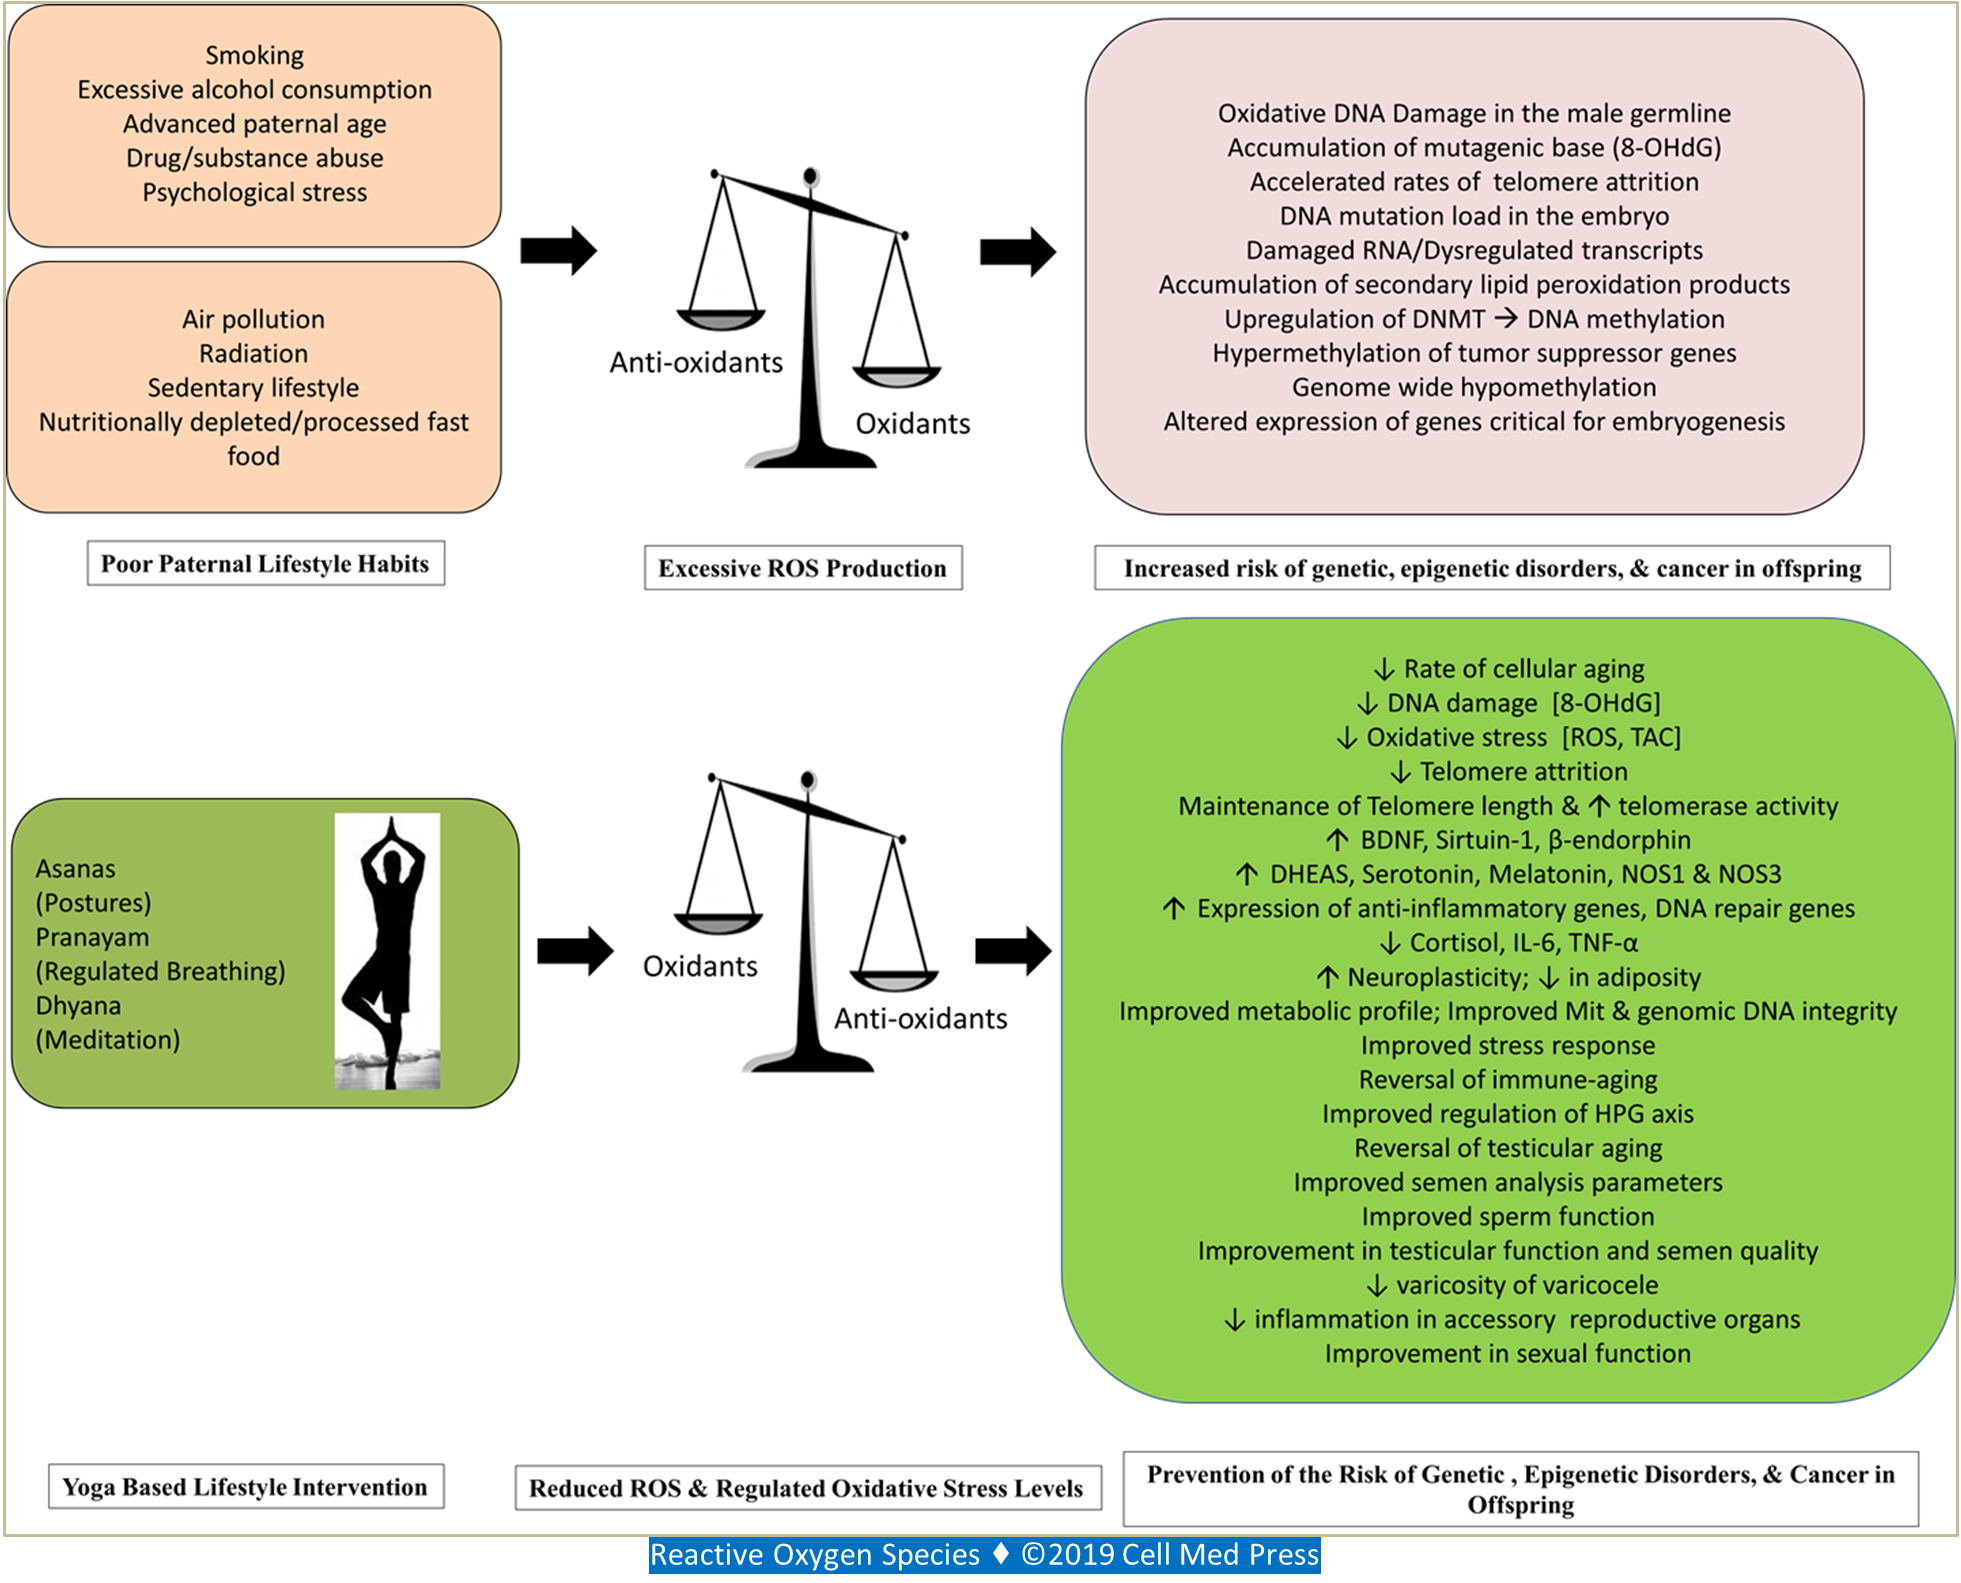 Smoking
Excessive alcohol consumption
Advanced paternal age
Drug/substance abuse
Psychological stress
Air pollution
Radiation
Sedentary lifestyle
Nutritionally depleted/processed fast
food
Poor Paternal Lifestyle Habits
Anti-oxidants
Oxidants
Excessive ROS Production
Oxidative DNA Damage in the male germline
Accumulation of mutagenic base (8-OHdG)
Accelerated rates of telomere attrition
DNA mutation load in the embryo
Damaged RNA/Dysregulated transcripts
Accumulation of secondary lipid peroxidation products
Upregulation of DNMT → DNA methylation
Hypermethylation of tumor suppressor genes
Genome wide hypomethylation
Altered expression of genes critical for embryogenesis
Increased risk of genetic, epigenetic disorders, & cancer in offspring
Asanas
(Postures)
Pranayam
(Regulated Breathing)
Dhyana
(Meditation)
Yoga Based Lifestyle Intervention
Oxidants
Anti-oxidants
Reduced ROS & Regulated Oxidative Stress Levels
↓ Rate of cellular aging
↓ DNA damage [8-OHdG]
↓ Oxidative stress [ROS, TAC]
↓ Telomere attrition
Maintenance of Telomere length & ↑ telomerase activity
↑ BDNF, Sirtuin-1, β-endorphin
↑ DHEAS, Serotonin, Melatonin, NOS1 & NOS3
↑ Expression of anti-inflammatory genes, DNA repair genes
↓ Cortisol, IL-6, TNF-α
↑ Neuroplasticity; ↓ in adiposity
Improved metabolic profile; Improved Mit & genomic DNA integrity
Improved stress response
Reversal of immune-aging
Improved regulation of HPG axis
Reversal of testicular aging
Improved semen analysis parameters
Improved sperm function
Improvement in testicular function and semen quality
↓ varicosity of varicocele
↓ inflammation in accessory reproductive organs
Improvement in sexual function
Prevention of the Risk of Genetic , Epigenetic Disorders, & Cancer in
Offspring
Reactive Oxygen Species ♦ ©2019 Cell Med Press